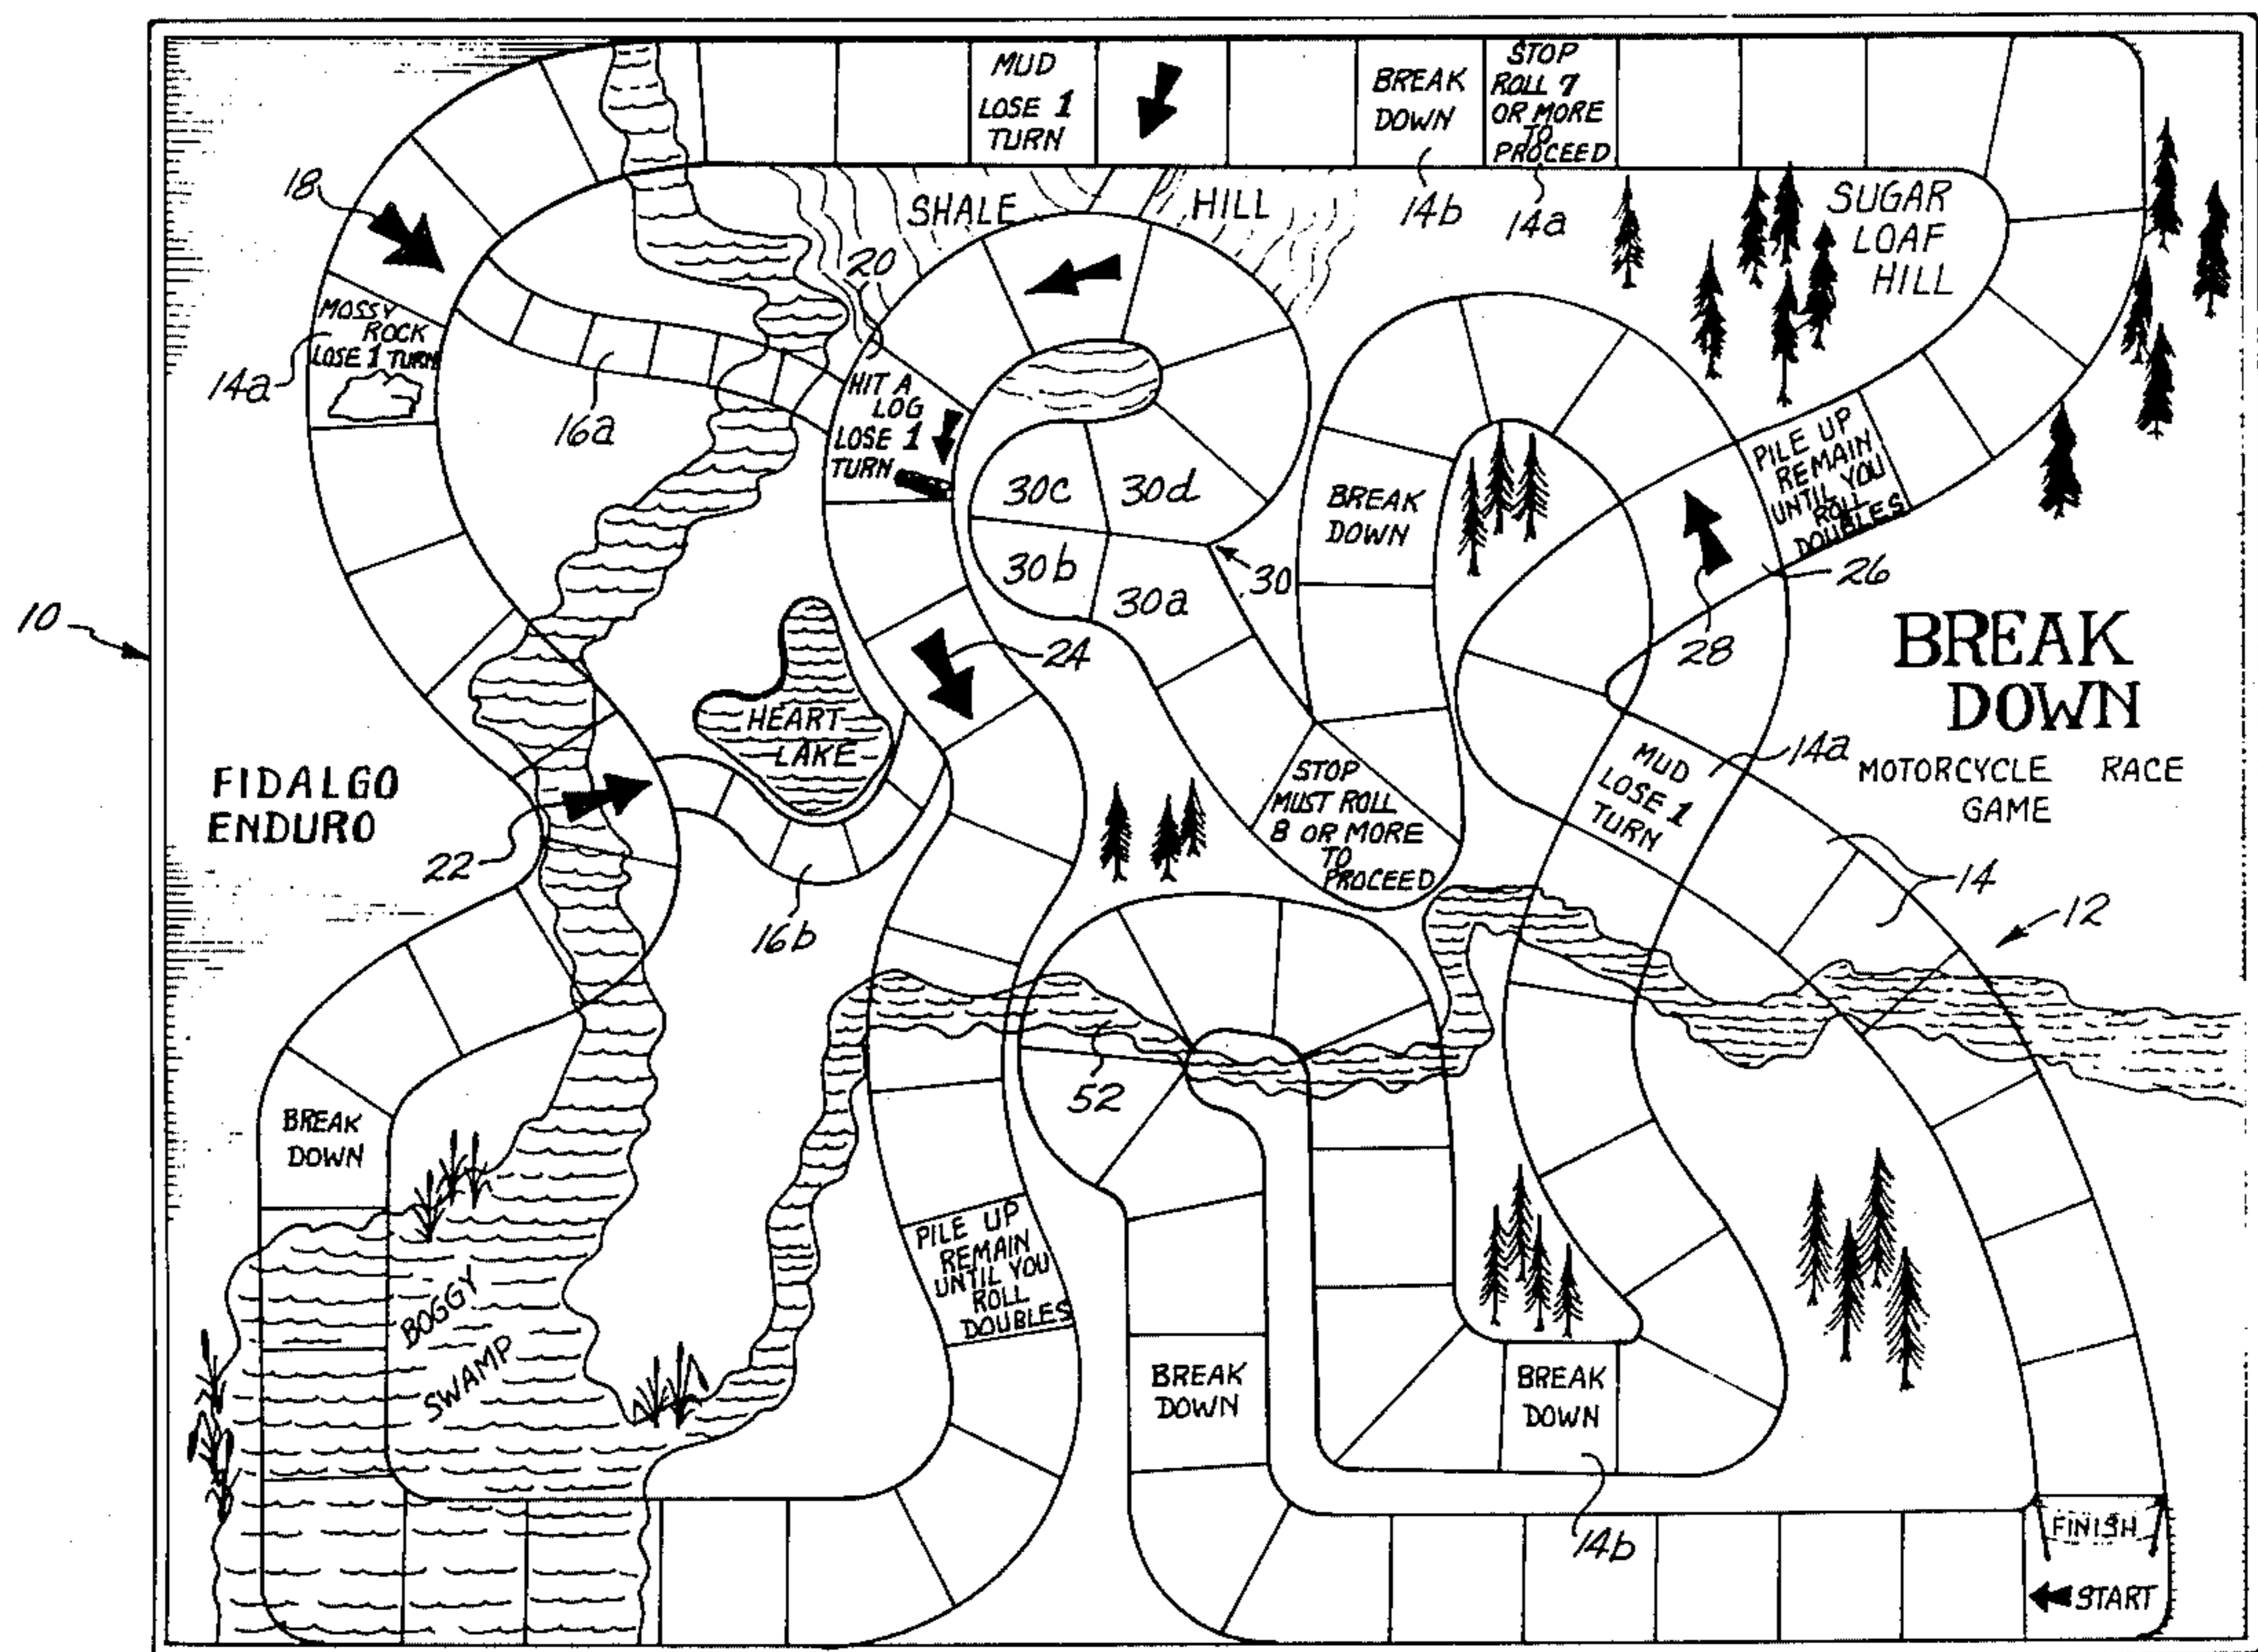 MUD
LOSE 1
TURN
BREAK
DOWN
STOP
ROLL 7
OR MORE
TO
PROCEED
18
SHALE HILL
14b
14a
SUGAR
LOAF
HILL
20
MOSSY
ROCK
LOSE 1 TURN
14a
16a
HIT A
LOG
LOSE 1
TURN
30c
30d
30b
30a
30
BREAK
DOWN
PILE UP
REMAIN
UNTIL YOU
ROLL
DOUBLES
26
10
24
28
BREAK
DOWN
MOTORCYCLE RACE
GAME
HEART
LAKE
14a
MUD
LOSE 1
TURN
FIDALGO
ENDURO
STOP
MUST ROLL
8 OR MORE
TO
PROCEED
22
16b
14
12
52
BREAK
DOWN
PILE UP
REMAIN
UNTIL YOU
ROLL
DOUBLES
BOGGY
SWAMP
BREAK
DOWN
BREAK
DOWN
14b
FINISH
START